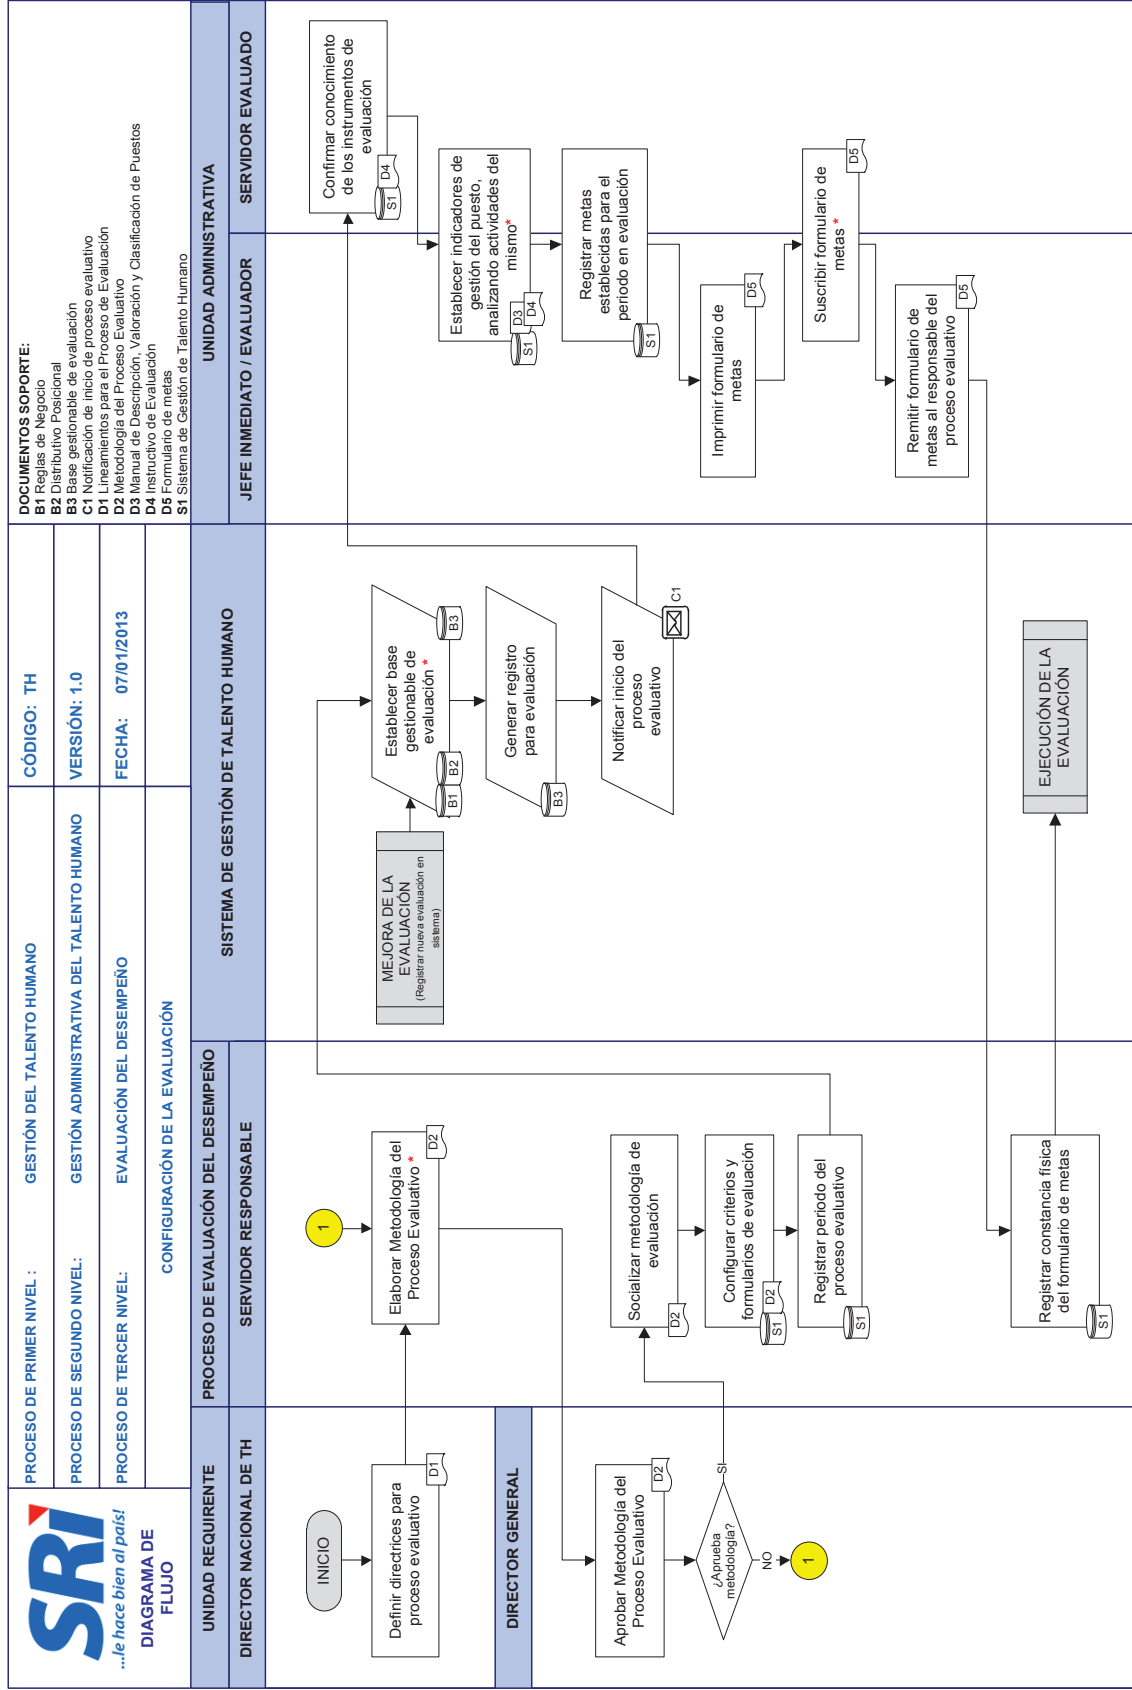 SRi
...le hace bien al país!
DIAGRAMA DE
FLUJO
PROCESO DE PRIMER NIVEL :
GESTIÓN DEL TALENTO HUMANO
CÓDIGO: TH
PROCESO DE SEGUNDO NIVEL:
GESTIÓN ADMINISTRATIVA DEL TALENTO HUMANO
VERSIÓN: 1.0
PROCESO DE TERCER NIVEL:
EVALUACIÓN DEL DESEMPEÑO
FECHA: 07/01/2013
CONFIGURACIÓN DE LA EVALUACIÓN
DOCUMENTOS SOPORTE:
B1 Reglas de Negocio
B2 Distributivo Posicional
B3 Base gestionable de evaluación
C1 Notificación de inicio de proceso evaluativo
D1 Lineamientos para el Proceso de Evaluación
D2 Metodología del Proceso Evaluativo
D3 Manual de Descripción, Valoración y Clasificación de Puestos
D4 Instructivo de Evaluación
D5 Formulario de metas
S1 Sistema de Gestión de Talento Humano
UNIDAD REQUIRENTE
PROCESO DE EVALUACIÓN DEL DESEMPEÑO
SISTEMA DE GESTIÓN DE TALENTO HUMANO
UNIDAD ADMINISTRATIVA
DIRECTOR NACIONAL DE TH
SERVIDOR RESPONSABLE
JEFE INMEDIATO / EVALUADOR
SERVIDOR EVALUADO
INICIO
Definir directrices para
proceso evaluativo
D1
1
Elaborar Metodología del
Proceso Evaluativo *
D2
DIRECTOR GENERAL
Aprobar Metodología del
Proceso Evaluativo
D2
¿Aprueba
metodología?
SI
NO
1
Socializar metodología de
evaluación
D2
Configurar criterios y
formularios de evaluación
S1
D2
Registrar periodo del
proceso evaluativo
S1
MEJORA DE LA
EVALUACIÓN
(Registrar nueva evaluación en
sistema)
Establecer base
gestionable de
evaluación *
B1
B2
B3
Generar registro
para evaluación
B3
Notificar inicio del
proceso
evaluativo
C1
Confirmar conocimiento
de los instrumentos de
evaluación
S1
D4
Establecer indicadores de
gestión del puesto,
analizando actividades del
mismo*
S1
D3
D4
Registrar metas
establecidas para el
periodo en evaluación
S1
Imprimir formulario de
metas
D5
Suscribir formulario de
metas *
D5
Remitir formulario de
metas al responsable del
proceso evaluativo
D5
Registrar constancia física
del formulario de metas
S1
EJECUCIÓN DE LA
EVALUACIÓN